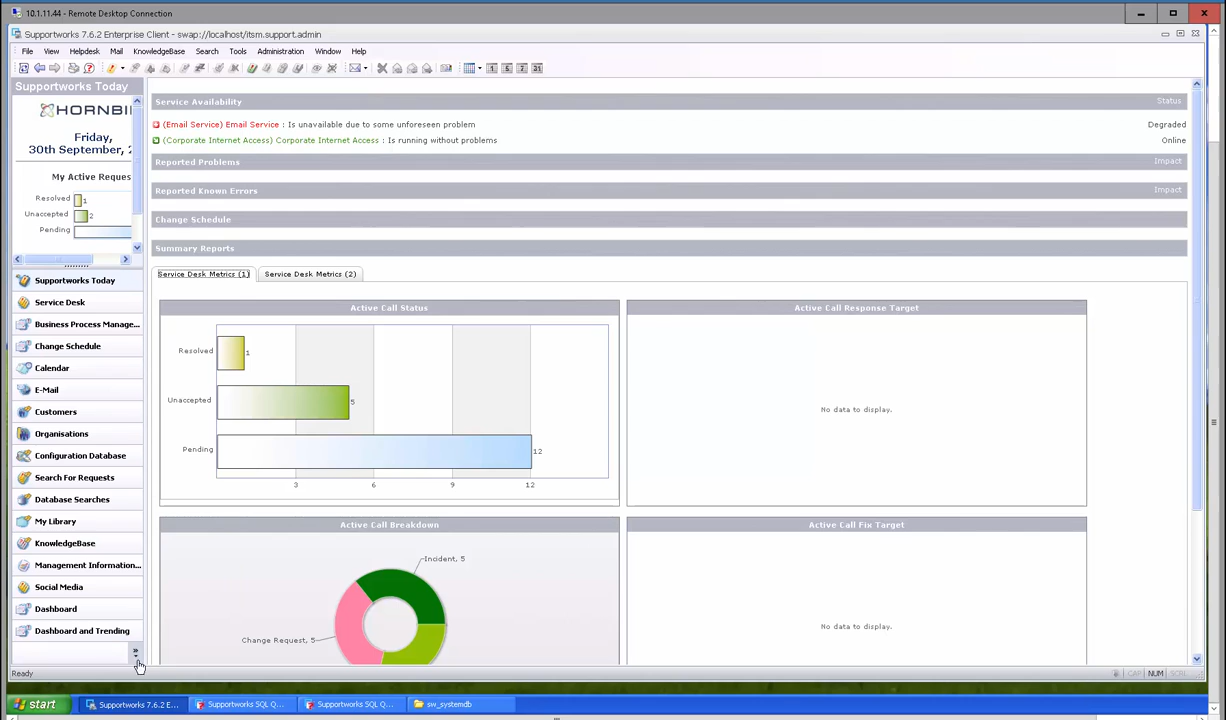 10.1.11.44 - Remote Desktop Connection
Supportworks 7.6.2 Enterprise Client - swap://localhost/itsm.support.admin
File View Helpdesk Mail KnowledgeBase Search Tools Administration Window Help
Supportworks Today
HORNBI
Friday,
30th September, 2
My Active Reques
Resolved 1
Unaccepted 2
Pending
Supportworks Today
Service Desk
Business Process Manage...
Change Schedule
Calendar
E-Mail
Customers
Organisations
Configuration Database
Search For Requests
Database Searches
My Library
KnowledgeBase
Management Information...
Social Media
Dashboard
Dashboard and Trending
Service Availability Status
(Email Service) Email Service : Is unavailable due to some unforeseen problem Degraded
(Corporate Internet Access) Corporate Internet Access : Is running without problems Online
Reported Problems Impact
Reported Known Errors Impact
Change Schedule
Summary Reports
Service Desk Metrics (1) Service Desk Metrics (2)
Active Call Status
Resolved 1
Unaccepted 5
Pending 12
3 6 9 12
Active Call Response Target
No data to display.
Active Call Breakdown
Incident, 5
Change Request, 5
Active Call Fix Target
No data to display.
Ready CAP NUM SCRL
start Supportworks 7.6.2 E... Supportworks SQL Q... Supportworks SQL Q... sw_systemdb